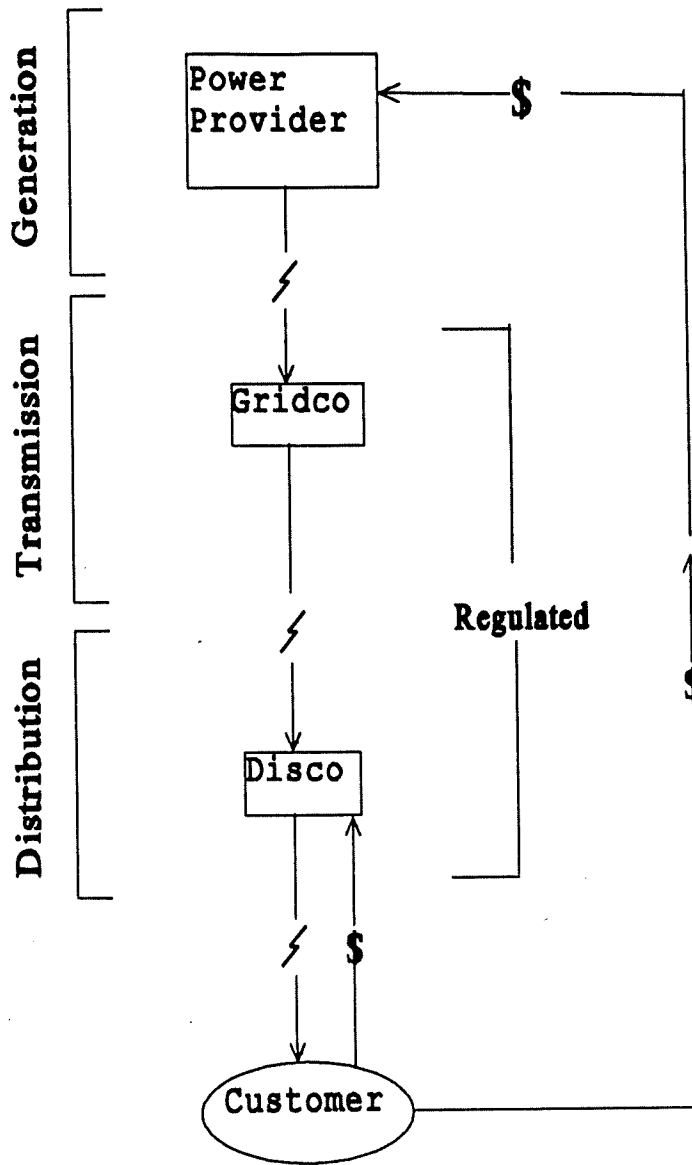 Generation
Power
Provider
$
Transmission
Gridco
Regulated
$
Distribution
Disco
$
Customer